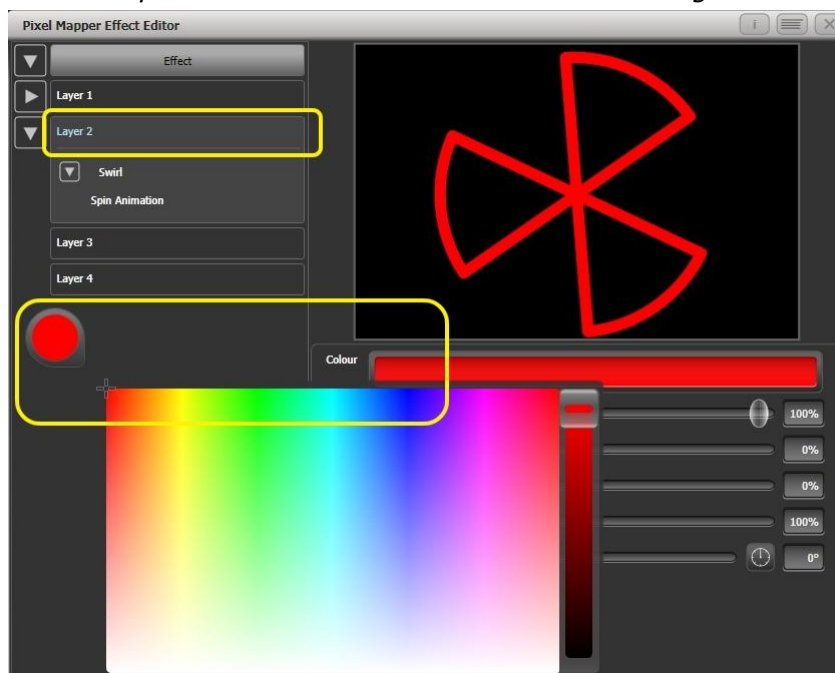 Pixel Mapper Effect Editor
i
Effect
Layer 1
Layer 2
Swirl
Spin Animation
Layer 3
Layer 4
Colour
100%
0%
0%
100%
0°